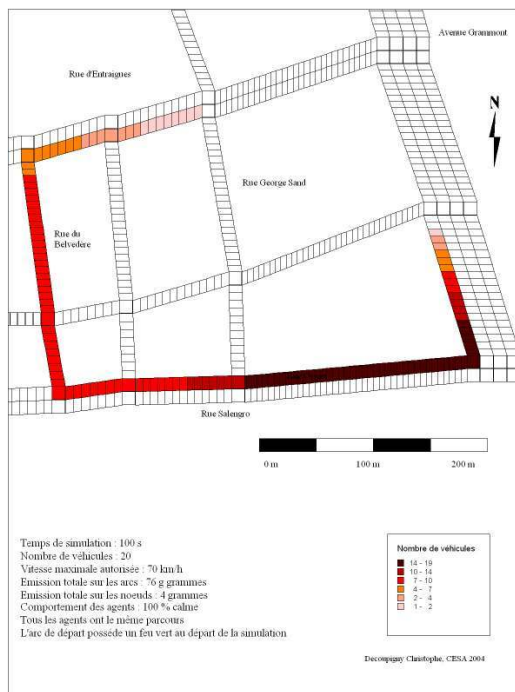 Avenue Grammont
Rue d'Entraigues
N
Rue George Sand
Rue du
Belvedère
Rue Salengro
0 m 100 m 200 m
Temps de simulation : 100 s
Nombre de véhicules : 20
Vitesse maximale autorisée : 70 km/h
Emission totale sur les arcs : 76 g grammes
Emission totale sur les noeuds : 4 grammes
Comportement des agents : 100 % calme
Tous les agents ont le même parcours
L'arc de départ posséde un feu vert au départ de la simulation
Nombre de véhicules
14 - 19
10 - 14
7 - 10
4 - 7
2 - 4
1 - 2
Decoupigny Christophe, CESA 2004